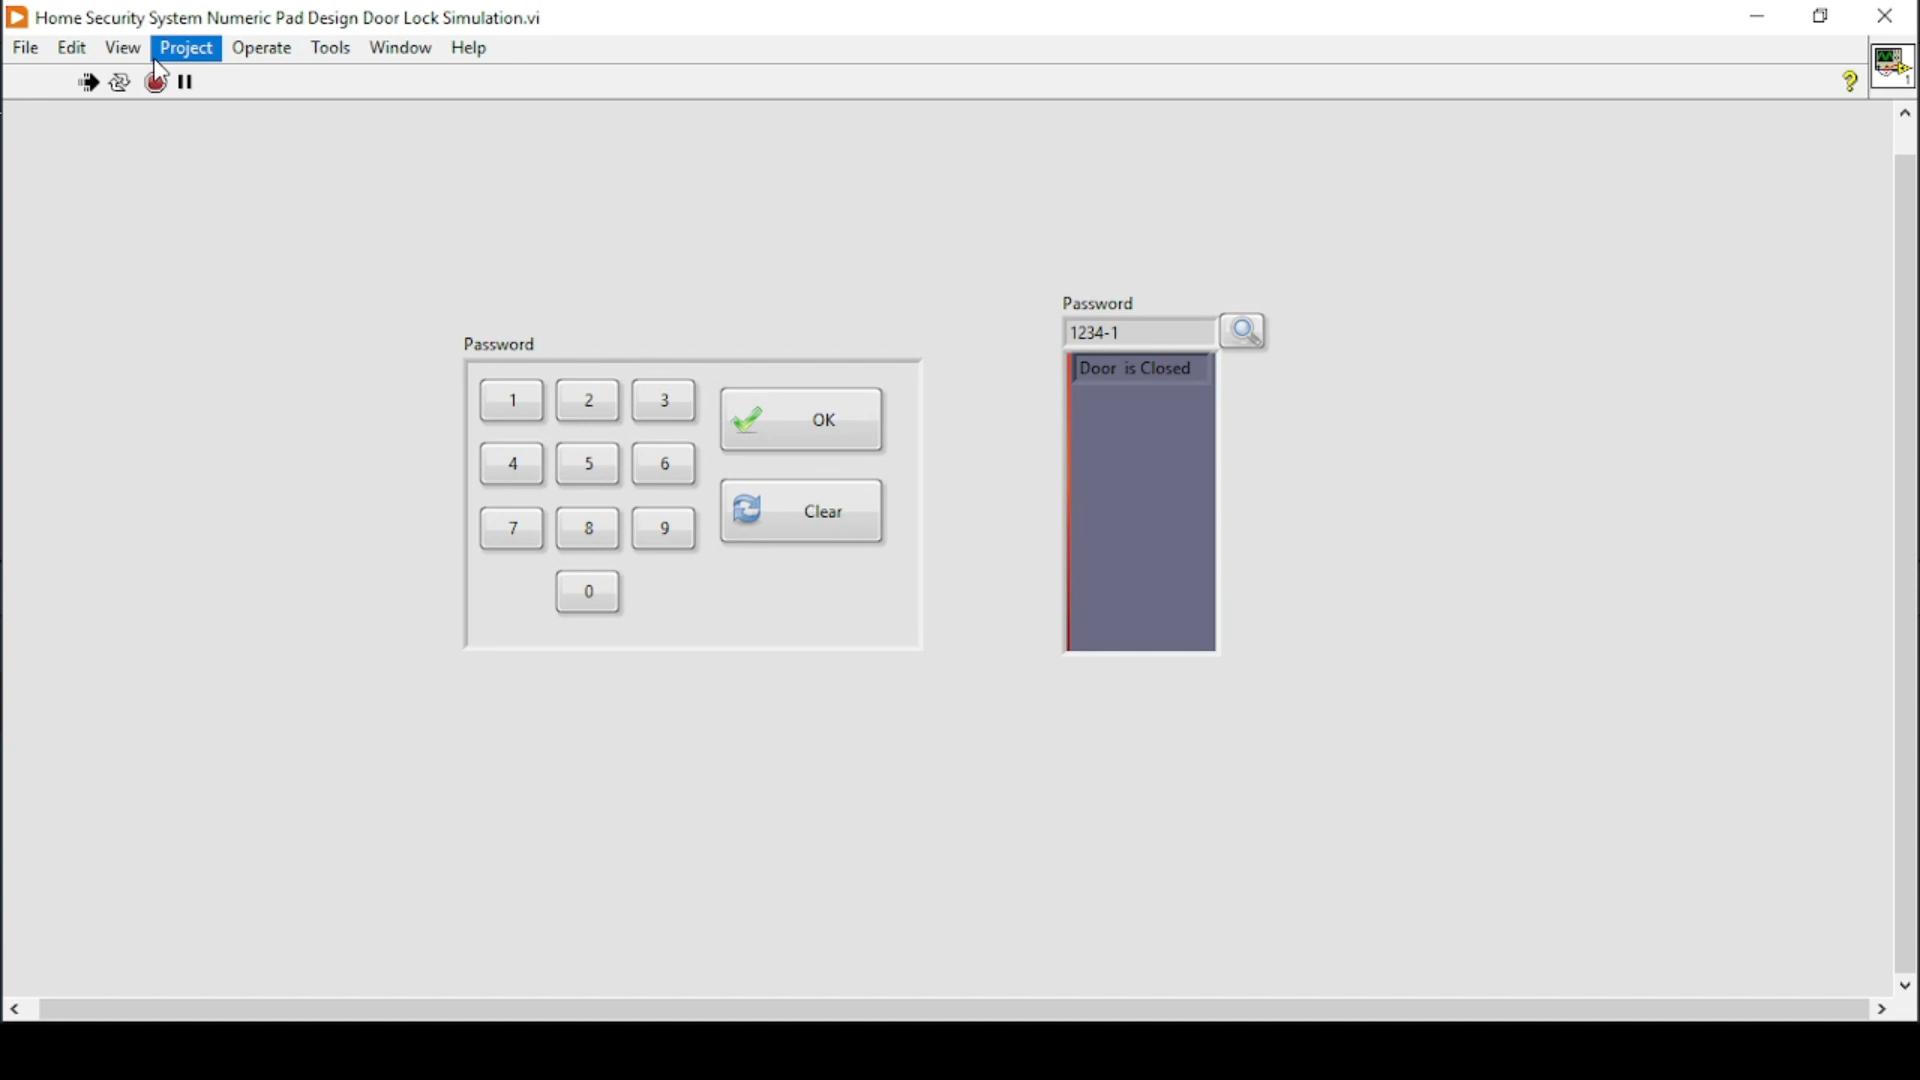 Home Security System Numeric Pad Design Door Lock Simulation.vi
File Edit View Project Operate Tools Window Help
?
1
Password
1234-1
Door is Closed
Password
1 2 3
OK
4 5 6
Clear
7 8 9
0